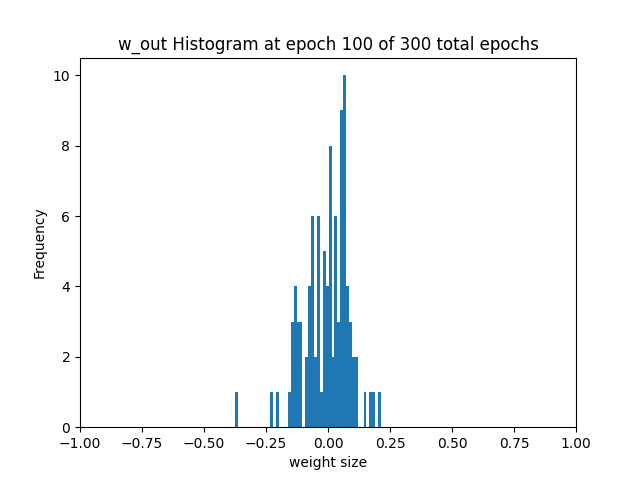 w_out Histogram at epoch 100 of 300 total epochs
10
8
6
4
2
0
Frequency
−1.00 −0.75 −0.50 −0.25 0.00 0.25 0.50 0.75 1.00
weight size